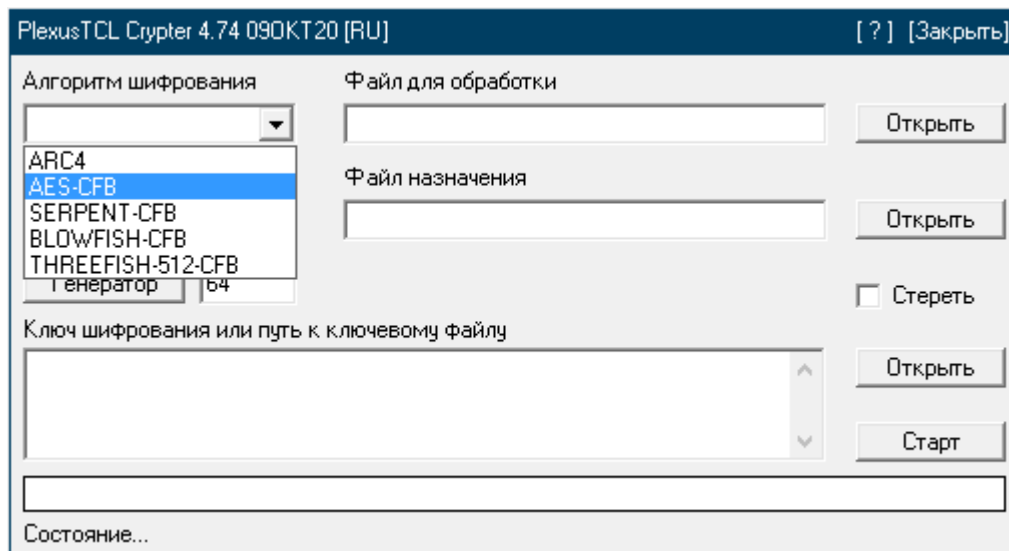 PlexusTCL Crypter 4.74 09OKT20 [RU] [ ? ] [Закрыть]
Алгоритм шифрования
Файл для обработки
Открыть
ARC4
AES-CFB
SERPENT-CFB
BLOWFISH-CFB
THREEFISH-512-CFB
Файл назначения
Открыть
Генератор 64
Стереть
Ключ шифрования или путь к ключевому файлу
Открыть
Старт
Состояние...